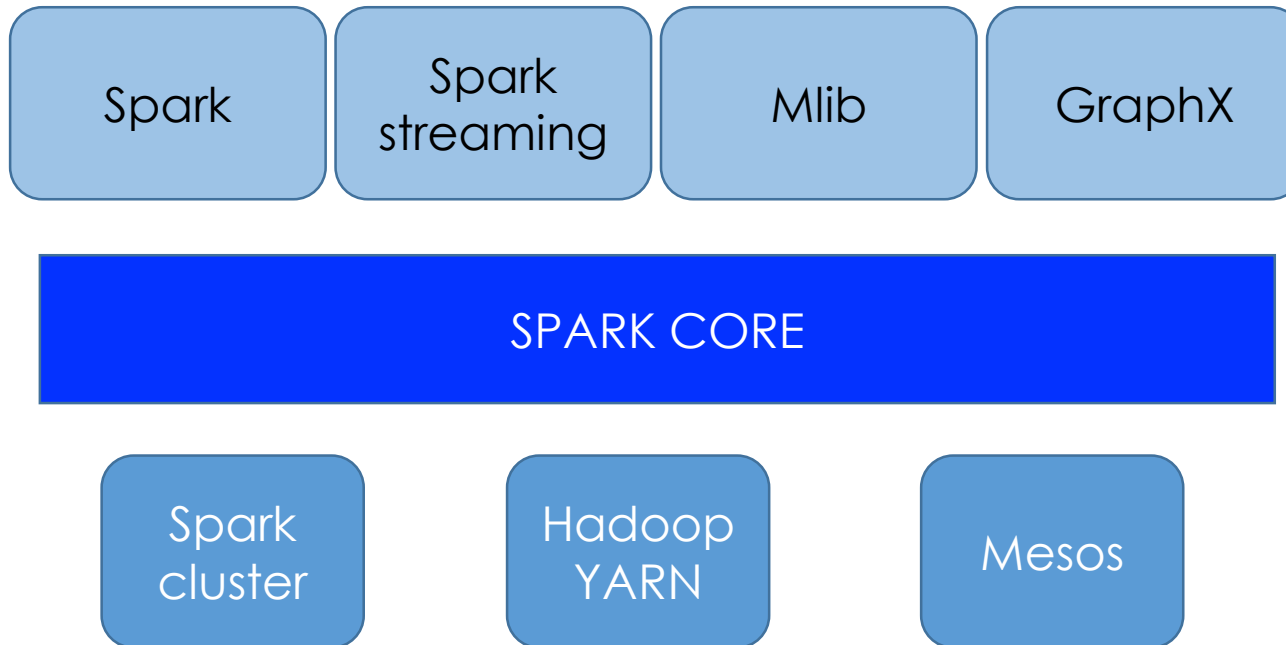 Spark
Spark
streaming
Mlib
GraphX
SPARK CORE
Spark
cluster
Hadoop
YARN
Mesos